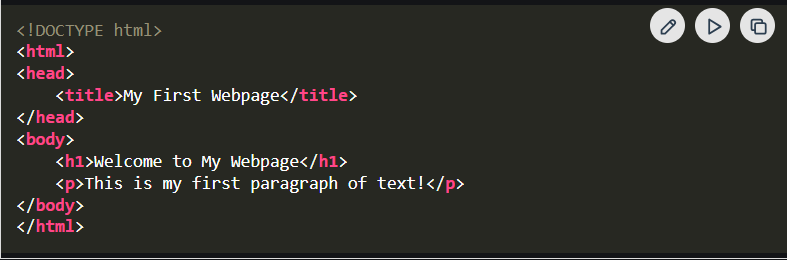 <!DOCTYPE html>
<html>
<head>
    <title>My First Webpage</title>
</head>
<body>
    <h1>Welcome to My Webpage</h1>
    <p>This is my first paragraph of text!</p>
</body>
</html>